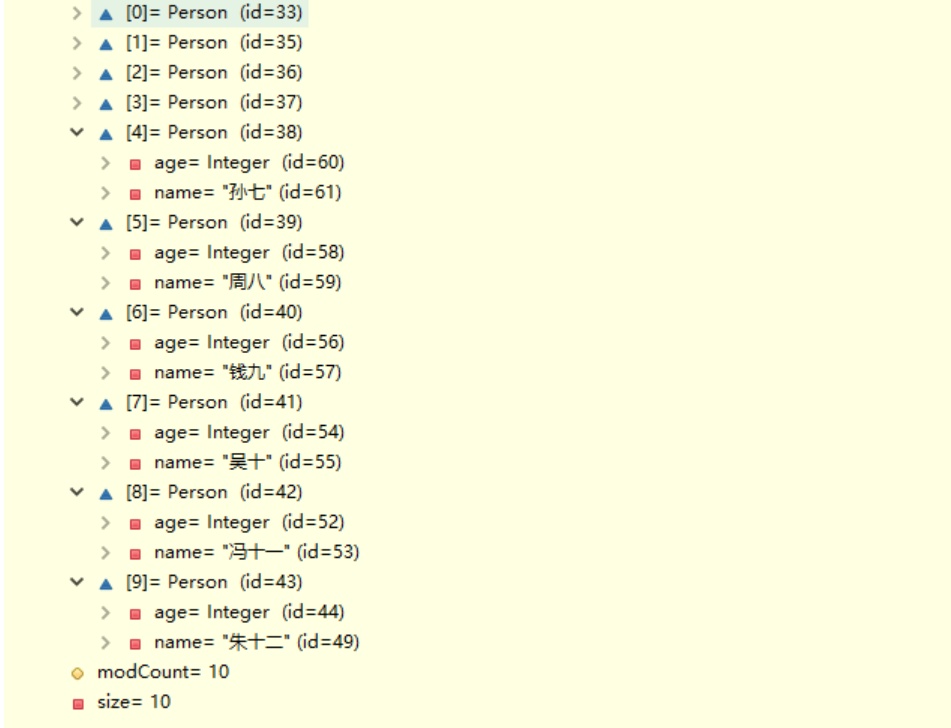 [0]= Person (id=33)
[1]= Person (id=35)
[2]= Person (id=36)
[3]= Person (id=37)
[4]= Person (id=38)
age= Integer (id=60)
name= "孙七" (id=61)
[5]= Person (id=39)
age= Integer (id=58)
name= "周八" (id=59)
[6]= Person (id=40)
age= Integer (id=56)
name= "钱九" (id=57)
[7]= Person (id=41)
age= Integer (id=54)
name= "吴十" (id=55)
[8]= Person (id=42)
age= Integer (id=52)
name= "冯十一" (id=53)
[9]= Person (id=43)
age= Integer (id=44)
name= "朱十二" (id=49)
modCount= 10
size= 10